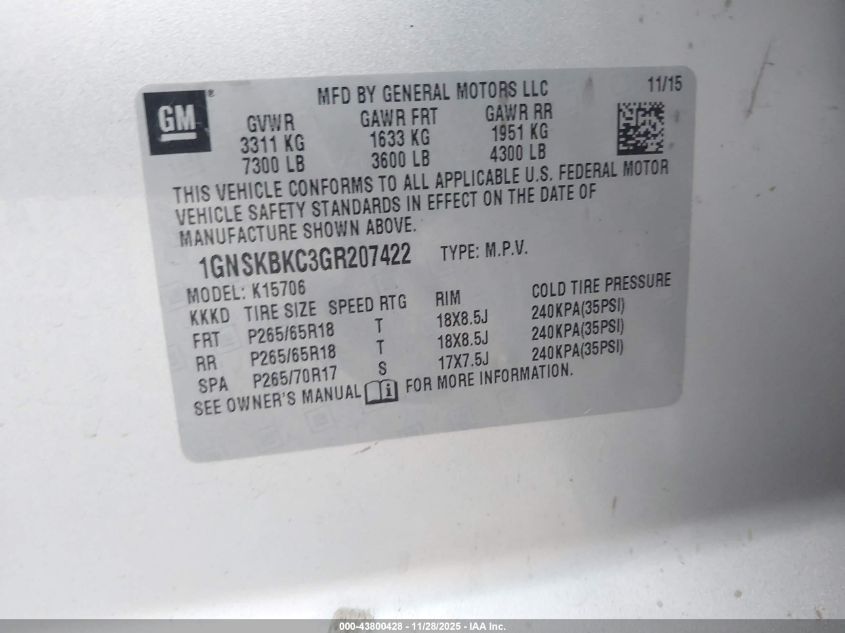 GM®
MFD BY GENERAL MOTORS LLC 11/15
GVWR GAWR FRT GAWR RR
3311 KG 1633 KG 1951 KG
7300 LB 3600 LB 4300 LB
THIS VEHICLE CONFORMS TO ALL APPLICABLE U.S. FEDERAL MOTOR
VEHICLE SAFETY STANDARDS IN EFFECT ON THE DATE OF
MANUFACTURE SHOWN ABOVE.
1GNSKBKC3GR207422 TYPE: M.P.V.
MODEL: K15706
KKKD TIRE SIZE SPEED RTG RIM COLD TIRE PRESSURE
FRT P265/65R18 T 18X8.5J 240KPA(35PSI)
RR P265/65R18 T 18X8.5J 240KPA(35PSI)
SPA P265/70R17 S 17X7.5J 240KPA(35PSI)
SEE OWNER'S MANUAL FOR MORE INFORMATION.
000-43800428 - 11/28/2025 - IAA Inc.